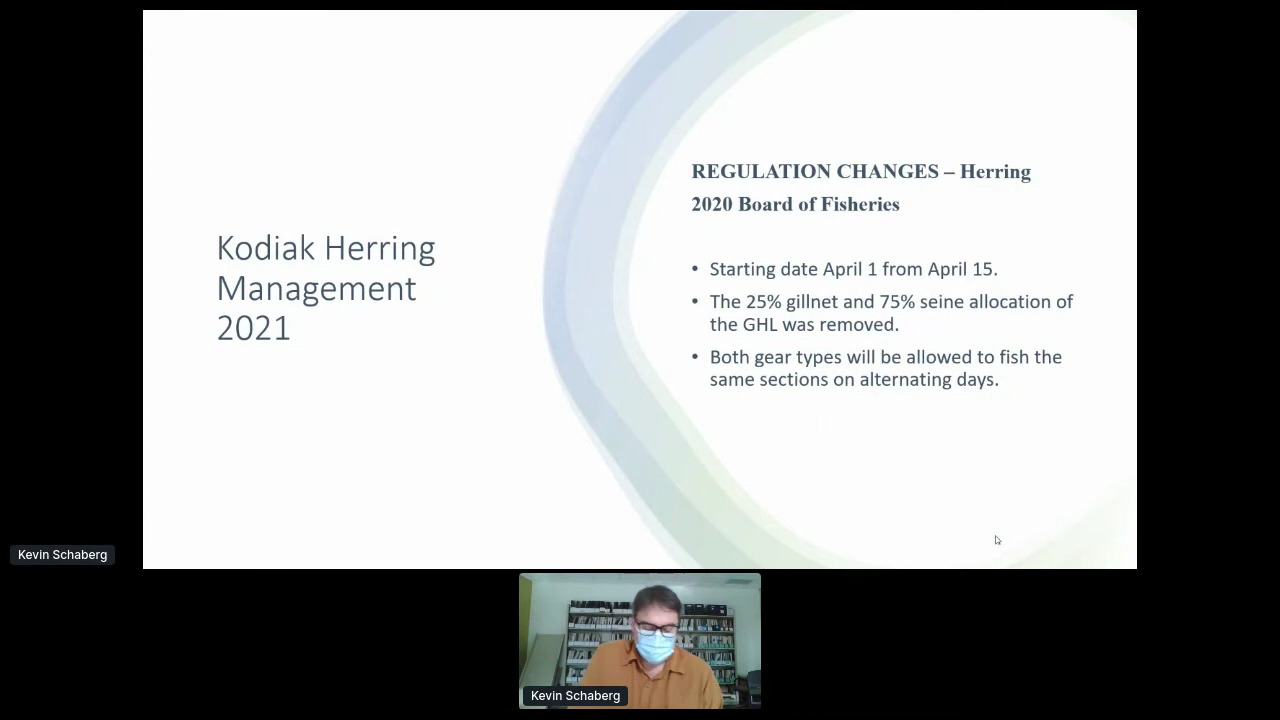 Kodiak Herring
Management
2021
REGULATION CHANGES – Herring
2020 Board of Fisheries
• Starting date April 1 from April 15.
• The 25% gillnet and 75% seine allocation of
the GHL was removed.
• Both gear types will be allowed to fish the
same sections on alternating days.
Kevin Schaberg
Kevin Schaberg